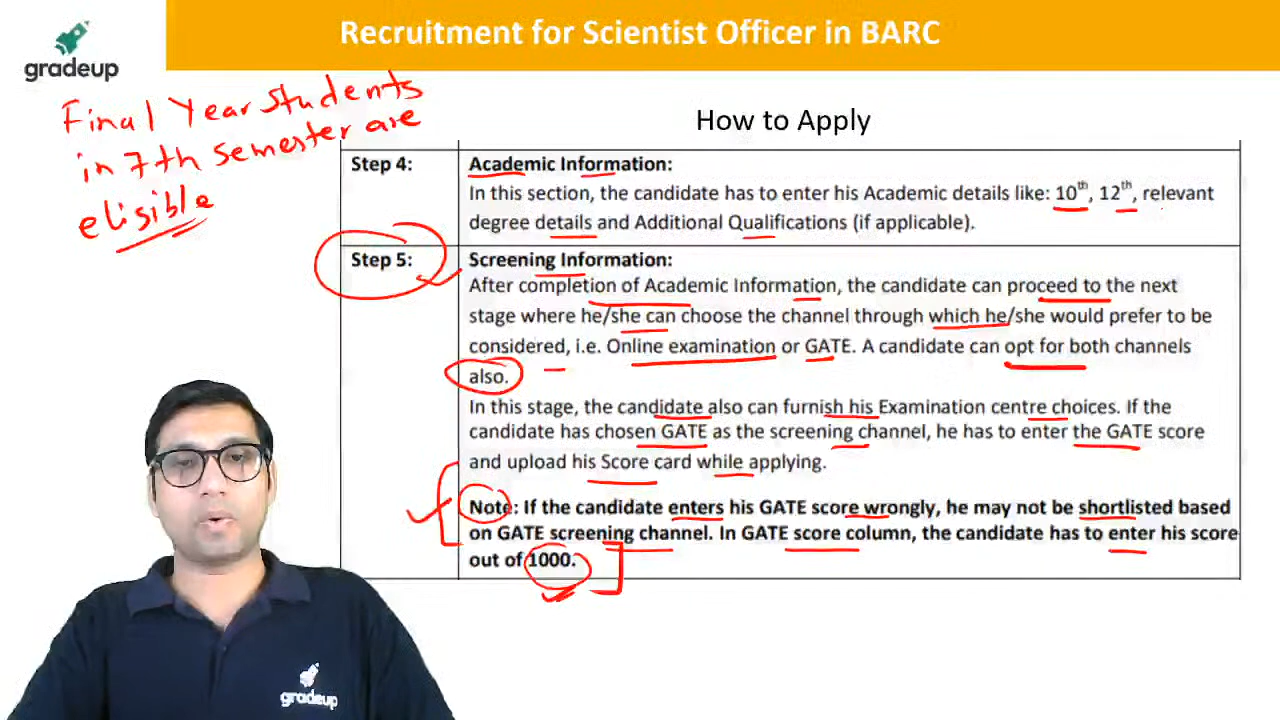 Recruitment for Scientist Officer in BARC
gradeup
Final Year Students
in 7th semester are
eligible
How to Apply
Step 4:
Academic Information:
In this section, the candidate has to enter his Academic details like: 10th, 12th, relevant
degree details and Additional Qualifications (if applicable).
Step 5:
Screening Information:
After completion of Academic Information, the candidate can proceed to the next
stage where he/she can choose the channel through which he/she would prefer to be
considered, i.e. Online examination or GATE. A candidate can opt for both channels
also.
In this stage, the candidate also can furnish his Examination centre choices. If the
candidate has chosen GATE as the screening channel, he has to enter the GATE score
and upload his Score card while applying.
Note: If the candidate enters his GATE score wrongly, he may not be shortlisted based
on GATE screening channel. In GATE score column, the candidate has to enter his score
out of 1000.
gradeup